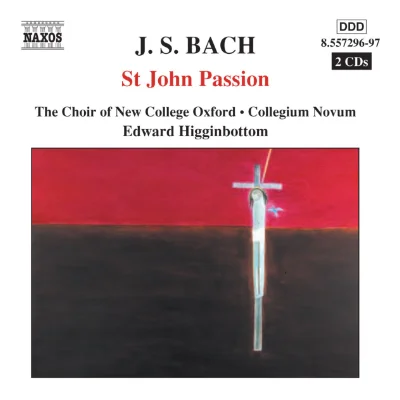 NAXOS
DDD
8.557296-97
2 CDs
J. S. BACH
St John Passion
The Choir of New College Oxford • Collegium Novum
Edward Higginbottom